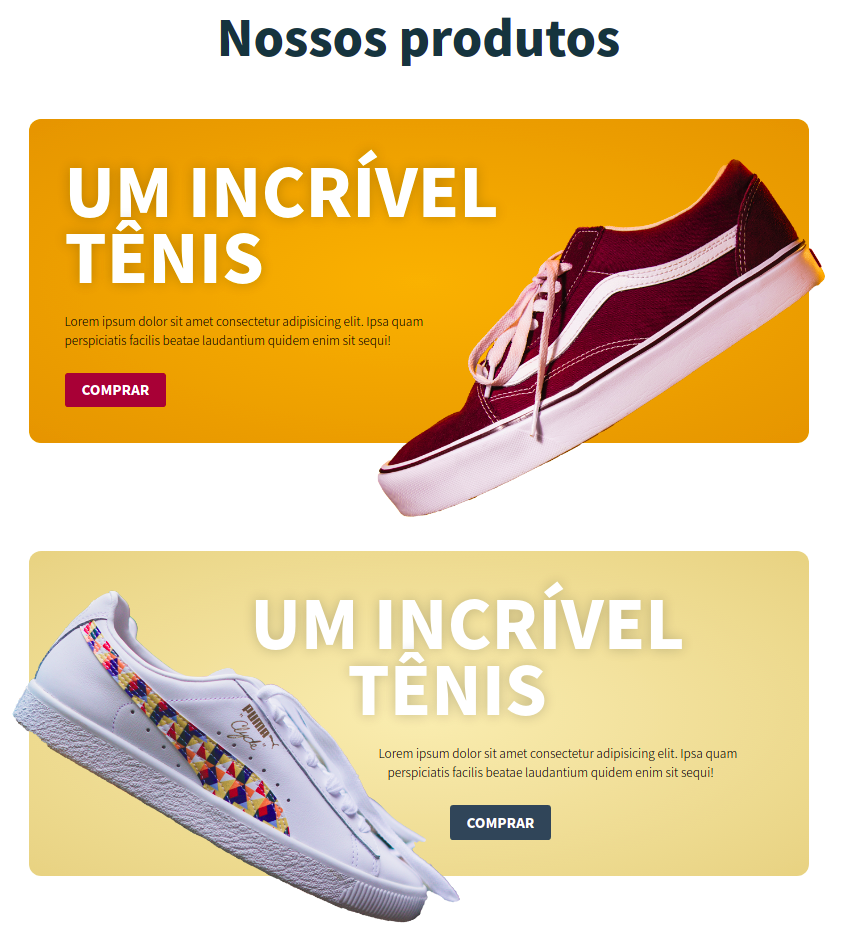 Nossos produtos
UM INCRÍVEL
TÊNIS
Lorem ipsum dolor sit amet consectetur adipisicing elit. Ipsa quam
perspiciatis facilis beatae laudantium quidem enim sit sequi!
COMPRAR
UM INCRÍVEL
TÊNIS
PUMA
Clyde
Lorem ipsum dolor sit amet consectetur adipisicing elit. Ipsa quam
perspiciatis facilis beatae laudantium quidem enim sit sequi!
COMPRAR